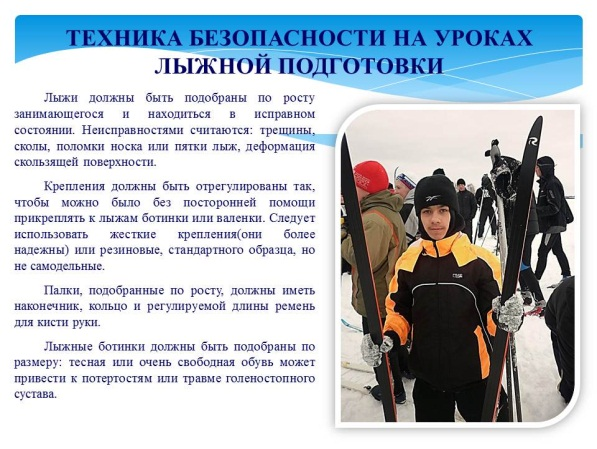 ТЕХНИКА БЕЗОПАСНОСТИ НА УРОКАХ
ЛЫЖНОЙ ПОДГОТОВКИ
Лыжи должны быть подобраны по росту
занимающегося и находиться в исправном
состоянии. Неисправностями считаются: трещины,
сколы, поломки носка или пятки лыж, деформация
скользящей поверхности.
Крепления должны быть отрегулированы так,
чтобы можно было без посторонней помощи
прикреплять к лыжам ботинки или валенки. Следует
использовать жесткие крепления(они более
надежны) или резиновые, стандартного образца, но
не самодельные.
Палки, подобранные по росту, должны иметь
наконечник, кольцо и регулируемой длины ремень
для кисти руки.
Лыжные ботинки должны быть подобраны по
размеру: тесная или очень свободная обувь может
привести к потертостям или травме голеностопного
сустава.